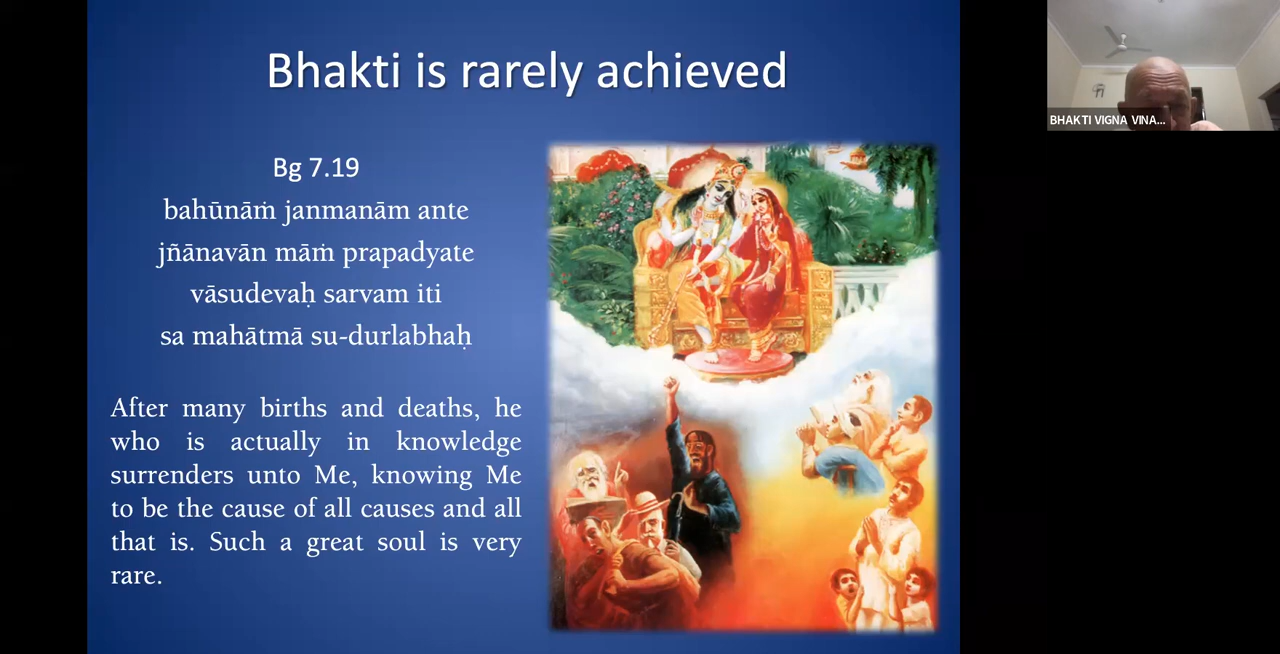 Bhakti is rarely achieved
Bg 7.19
bahūnāṁ janmanām ante
jñānavān māṁ prapadyate
vāsudevaḥ sarvam iti
sa mahātmā su-durlabhaḥ
After many births and deaths, he
who is actually in knowledge
surrenders unto Me, knowing Me
to be the cause of all causes and all
that is. Such a great soul is very
rare.
BHAKTI VIGNA VINA...